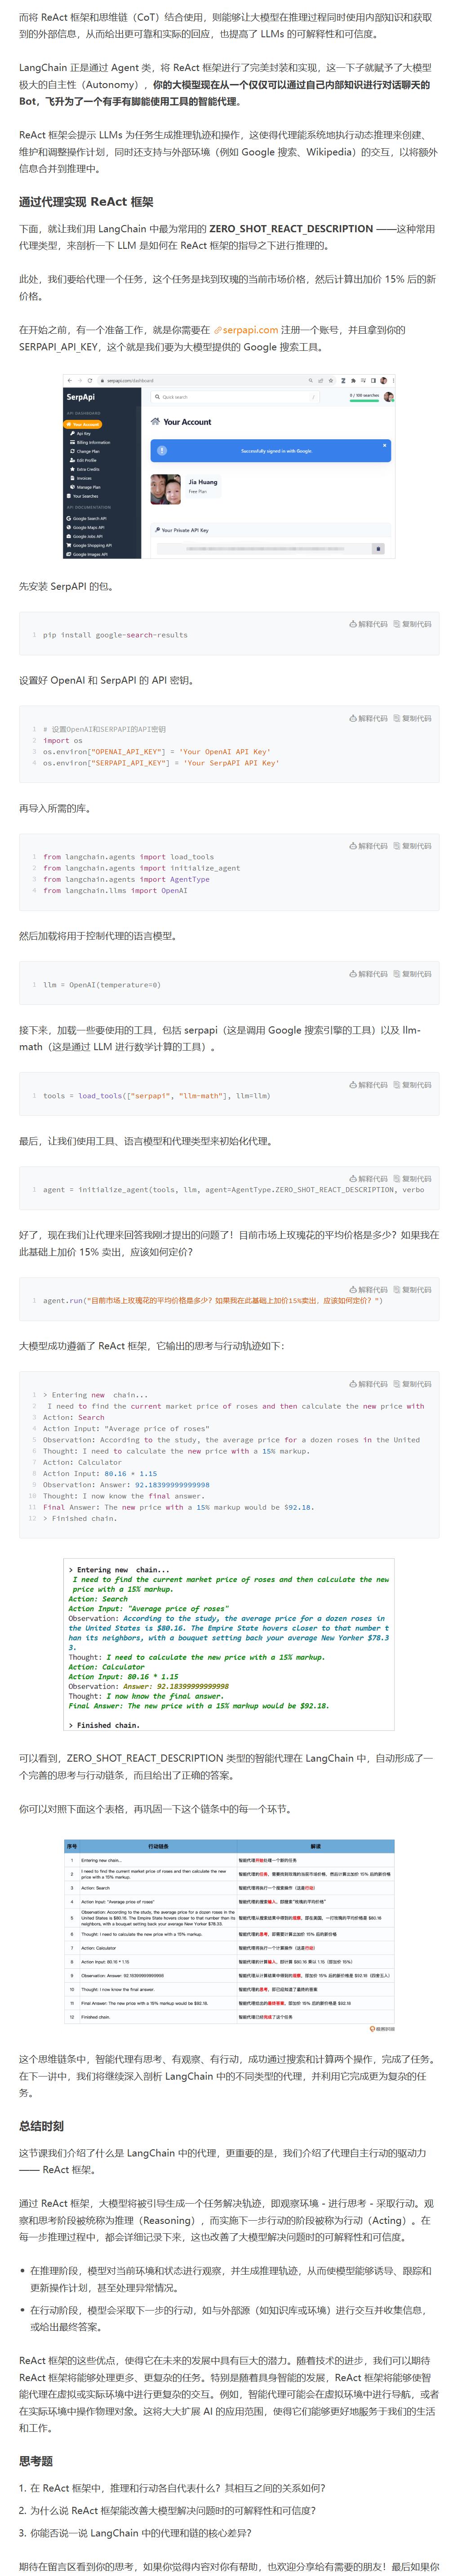 而将 ReAct 框架和思维链（CoT）结合使用，则能够让大模型在推理过程同时使用内部知识和获取
到的外部信息，从而给出更可靠和实际的回应，也提高了 LLMs 的可解释性和可信度。
LangChain 正是通过 Agent 类，将 ReAct 框架进行了完美封装和实现，这一下子就赋予了大模型
极大的自主性（Autonomy），你的大模型现在从一个仅仅可以通过自己内部知识进行对话聊天的
Bot，飞升为了一个有手有脚能使用工具的智能代理。
ReAct 框架会提示 LLMs 为任务生成推理轨迹和操作，这使得代理能系统地执行动态推理来创建、
维护和调整操作计划，同时还支持与外部环境（例如 Google 搜索、Wikipedia）的交互，以将额外
信息合并到推理中。
通过代理实现 ReAct 框架
下面，就让我们用 LangChain 中最为常用的 ZERO_SHOT_REACT_DESCRIPTION ——这种常用
代理类型，来剖析一下 LLM 是如何在 ReAct 框架的指导之下进行推理的。
此处，我们要给代理一个任务，这个任务是找到玫瑰的当前市场价格，然后计算出加价 15% 后的新
价格。
在开始之前，有一个准备工作，就是你需要在 serpapi.com 注册一个账号，并且拿到你的
SERPAPI_API_KEY，这个就是我们要为大模型提供的 Google 搜索工具。
serpapi.com/dashboard
SerpApi
Quick search
0 / 100 searches
API DASHBOARD
Your Account
Your Account
Api Key
Billing Information
Change Plan
Successfully signed in with Google.
Edit Profile
Extra Credits
Invoices
Jia Huang
Manage Plan
Free Plan
Your Searches
API DOCUMENTATION
Google Search API
Google Maps API
Your Private API Key
Google Jobs API
Google Shopping API
Google Images API
先安装 SerpAPI 的包。
解释代码 复制代码
1 pip install google-search-results
设置好 OpenAI 和 SerpAPI 的 API 密钥。
解释代码 复制代码
1 # 设置OpenAI和SERPAPI的API密钥
2 import os
3 os.environ["OPENAI_API_KEY"] = 'Your OpenAI API Key'
4 os.environ["SERPAPI_API_KEY"] = 'Your SerpAPI API Key'
再导入所需的库。
解释代码 复制代码
1 from langchain.agents import load_tools
2 from langchain.agents import initialize_agent
3 from langchain.agents import AgentType
4 from langchain.llms import OpenAI
然后加载将用于控制代理的语言模型。
解释代码 复制代码
1 llm = OpenAI(temperature=0)
接下来，加载一些要使用的工具，包括 serpapi（这是调用 Google 搜索引擎的工具）以及 llm-
math（这是通过 LLM 进行数学计算的工具）。
解释代码 复制代码
1 tools = load_tools(["serpapi", "llm-math"], llm=llm)
最后，让我们使用工具、语言模型和代理类型来初始化代理。
解释代码 复制代码
1 agent = initialize_agent(tools, llm, agent=AgentType.ZERO_SHOT_REACT_DESCRIPTION, verbo
好了，现在我们让代理来回答我刚才提出的问题了！目前市场上玫瑰花的平均价格是多少？如果我在
此基础上加价 15% 卖出，应该如何定价？
解释代码 复制代码
1 agent.run("目前市场上玫瑰花的平均价格是多少？如果我在此基础上加价15%卖出，应该如何定价？")
大模型成功遵循了 ReAct 框架，它输出的思考与行动轨迹如下：
解释代码 复制代码
1 > Entering new chain...
2 I need to find the current market price of roses and then calculate the new price with
3 Action: Search
4 Action Input: "Average price of roses"
5 Observation: According to the study, the average price for a dozen roses in the United
6 Thought: I need to calculate the new price with a 15% markup.
7 Action: Calculator
8 Action Input: 80.16 * 1.15
9 Observation: Answer: 92.18399999999998
10 Thought: I now know the final answer.
11 Final Answer: The new price with a 15% markup would be $92.18.
12 > Finished chain.
> Entering new chain...
I need to find the current market price of roses and then calculate the new
price with a 15% markup.
Action: Search
Action Input: "Average price of roses"
Observation: According to the study, the average price for a dozen roses in
the United States is $80.16. The Empire State hovers closer to that number t
han its neighbors, with a bouquet setting back your average New Yorker $78.3
3.
Thought: I need to calculate the new price with a 15% markup.
Action: Calculator
Action Input: 80.16 * 1.15
Observation: Answer: 92.18399999999998
Thought: I now know the final answer.
Final Answer: The new price with a 15% markup would be $92.18.
> Finished chain.
可以看到，ZERO_SHOT_REACT_DESCRIPTION 类型的智能代理在 LangChain 中，自动形成了一
个完善的思考与行动链条，而且给出了正确的答案。
你可以对照下面这个表格，再巩固一下这个链条中的每一个环节。
序号 行动链条 解读
1 Entering new chain... 智能代理开始处理一个新的任务
2 I need to find the current market price of roses and then calculate the new
price with a 15% markup.
3 Action: Search 智能代理将执行一个搜索操作（这是行动）
4 Action Input: "Average price of roses" 智能代理的搜索输入，即搜索“玫瑰的平均价格”
5 Observation: According to the study, the average price for a dozen roses in the
United States is $80.16. The Empire State hovers closer to that number than its
neighbors, with a bouquet setting back your average New Yorker $78.33.
6 Thought: I need to calculate the new price with a 15% markup.
7 Action: Calculator 智能代理将执行一个计算操作（这是行动）
8 Action Input: 80.16 * 1.15
9 Observation: Answer: 92.18399999999998
10 Thought: I now know the final answer.
11 Final Answer: The new price with a 15% markup would be $92.18.
12 Finished chain. 智能代理已经完成了这个任务
极客时间
这个思维链条中，智能代理有思考、有观察、有行动，成功通过搜索和计算两个操作，完成了任务。
在下一讲中，我们将继续深入剖析 LangChain 中的不同类型的代理，并利用它完成更为复杂的任
务。
总结时刻
这节课我们介绍了什么是 LangChain 中的代理，更重要的是，我们介绍了代理自主行动的驱动力
—— ReAct 框架。
通过 ReAct 框架，大模型将被引导生成一个任务解决轨迹，即观察环境 - 进行思考 - 采取行动。观
察和思考阶段被统称为推理（Reasoning），而实施下一步行动的阶段被称为行动（Acting）。在
每一步推理过程中，都会详细记录下来，这也改善了大模型解决问题时的可解释性和可信度。
• 在推理阶段，模型对当前环境和状态进行观察，并生成推理轨迹，从而使模型能够诱导、跟踪和
更新操作计划，甚至处理异常情况。
• 在行动阶段，模型会采取下一步的行动，如与外部源（如知识库或环境）进行交互并收集信息，
或给出最终答案。
ReAct 框架的这些优点，使得它在未来的发展中具有巨大的潜力。随着技术的进步，我们可以期待
ReAct 框架将能够处理更多、更复杂的任务。特别是随着具身智能的发展，ReAct 框架将能够使智
能代理在虚拟或实际环境中进行更复杂的交互。例如，智能代理可能会在虚拟环境中进行导航，或者
在实际环境中操作物理对象。这将大大扩展 AI 的应用范围，使得它们能够更好地服务于我们的生活
和工作。
思考题
1. 在 ReAct 框架中，推理和行动各自代表什么？其相互之间的关系如何？
2. 为什么说 ReAct 框架能改善大模型解决问题时的可解释性和可信度？
3. 你能否说一说 LangChain 中的代理和链的核心差异？
期待在留言区看到你的思考，如果你觉得内容对你有帮助，也欢迎分享给有需要的朋友！最后如果你